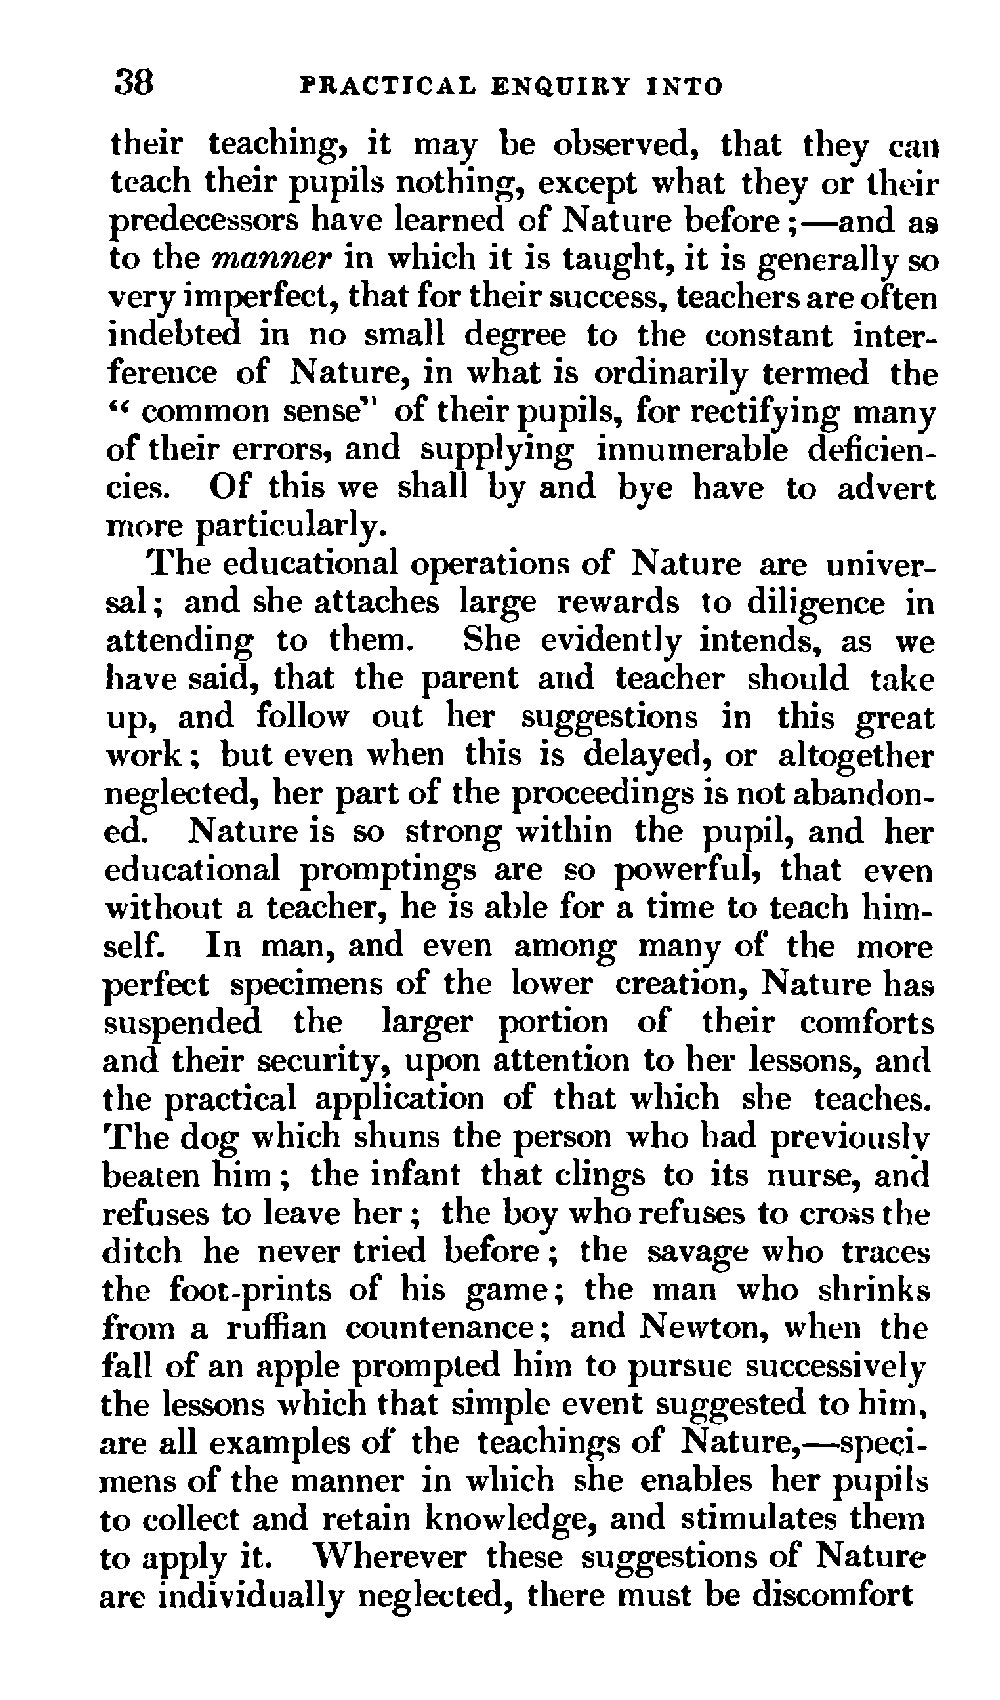 38 PRACTICAL ENQUIRY INTO
their teaching, it may be observed, that they can
teach their pupils nothing, except what they or their
predecessors have learned of Nature before;—and as
to the manner in which it is taught, it is generally so
very imperfect, that for their success, teachers are often
indebted in no small degree to the constant inter-
ference of Nature, in what is ordinarily termed the
“ common sense” of their pupils, for rectifying many
of their errors, and supplying innumerable deficien-
cies. Of this we shall by and bye have to advert
more particularly.
The educational operations of Nature are univer-
sal; and she attaches large rewards to diligence in
attending to them. She evidently intends, as we
have said, that the parent and teacher should take
up, and follow out her suggestions in this great
work; but even when this is delayed, or altogether
neglected, her part of the proceedings is not abandon-
ed. Nature is so strong within the pupil, and her
educational promptings are so powerful, that even
without a teacher, he is able for a time to teach him-
self. In man, and even among many of the more
perfect specimens of the lower creation, Nature has
suspended the larger portion of their comforts
and their security, upon attention to her lessons, and
the practical application of that which she teaches.
The dog which shuns the person who had previously
beaten him; the infant that clings to its nurse, and
refuses to leave her; the boy who refuses to cross the
ditch he never tried before; the savage who traces
the foot-prints of his game; the man who shrinks
from a ruffian countenance; and Newton, when the
fall of an apple prompted him to pursue successively
the lessons which that simple event suggested to him,
are all examples of the teachings of Nature,—speci-
mens of the manner in which she enables her pupils
to collect and retain knowledge, and stimulates them
to apply it. Wherever these suggestions of Nature
are individually neglected, there must be discomfort